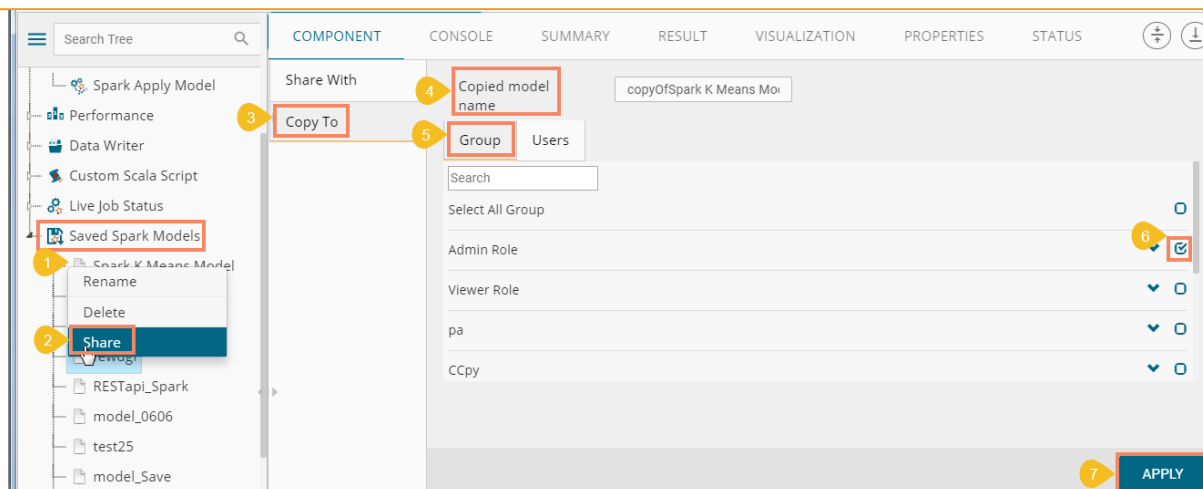 Search Tree
Spark Apply Model
Performance
Data Writer
Custom Scala Script
Live Job Status
Saved Spark Models
1
Spark K Means Model
Rename
Delete
2
Share
RESTapi_Spark
model_0606
test25
model_Save
COMPONENT CONSOLE SUMMARY RESULT VISUALIZATION PROPERTIES STATUS
Share With
3
Copy To
4
Copied model
name
copyOfSpark K Means Mo
5
Group Users
Search
Select All Group
6
Admin Role
Viewer Role
pa
CCpy
7
APPLY